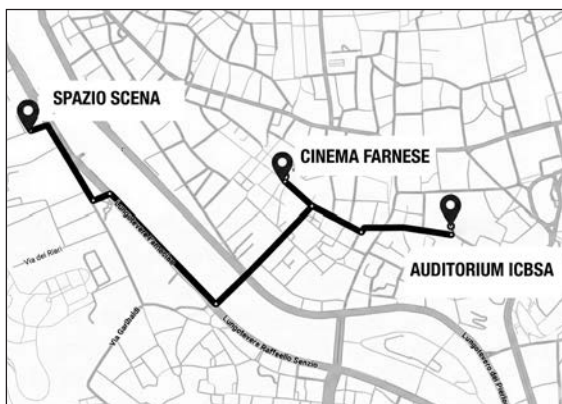 SPAZIO SCENA
CINEMA FARNESE
AUDITORIUM ICBSA
Via dei Riari
Via Garibaldi
Lungotevere Farnesina
Lungotevere Raffaello Sanzio
Lungotevere dei Pierleoni